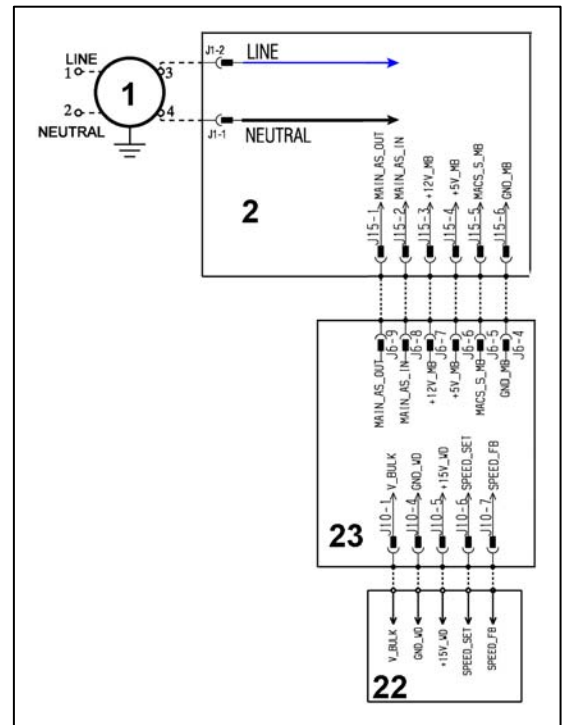 LINE
1
3
1
2
4
NEUTRAL
J1-2
LINE
J1-1
NEUTRAL
2
J15-1 MAIN_AS_OUT
J15-2 MAIN_AS_IN
J15-3 +12V_MB
J15-4 +5V_MB
J15-5 MACS_S_MB
J15-6 GND_MB
J6-9 MAIN_AS_OUT
J6-8 MAIN_AS_IN
J6-7 +12V_MB
J6-6 +5V_MB
J6-5 MACS_S_MB
J6-4 GND_MB
J10-1 V_BULK
J10-4 GND_WD
J10-5 +15V_WD
J10-6 SPEED_SET
J10-7 SPEED_FB
23
V_BULK
GND_WD
+15V_WD
SPEED_SET
SPEED_FB
22